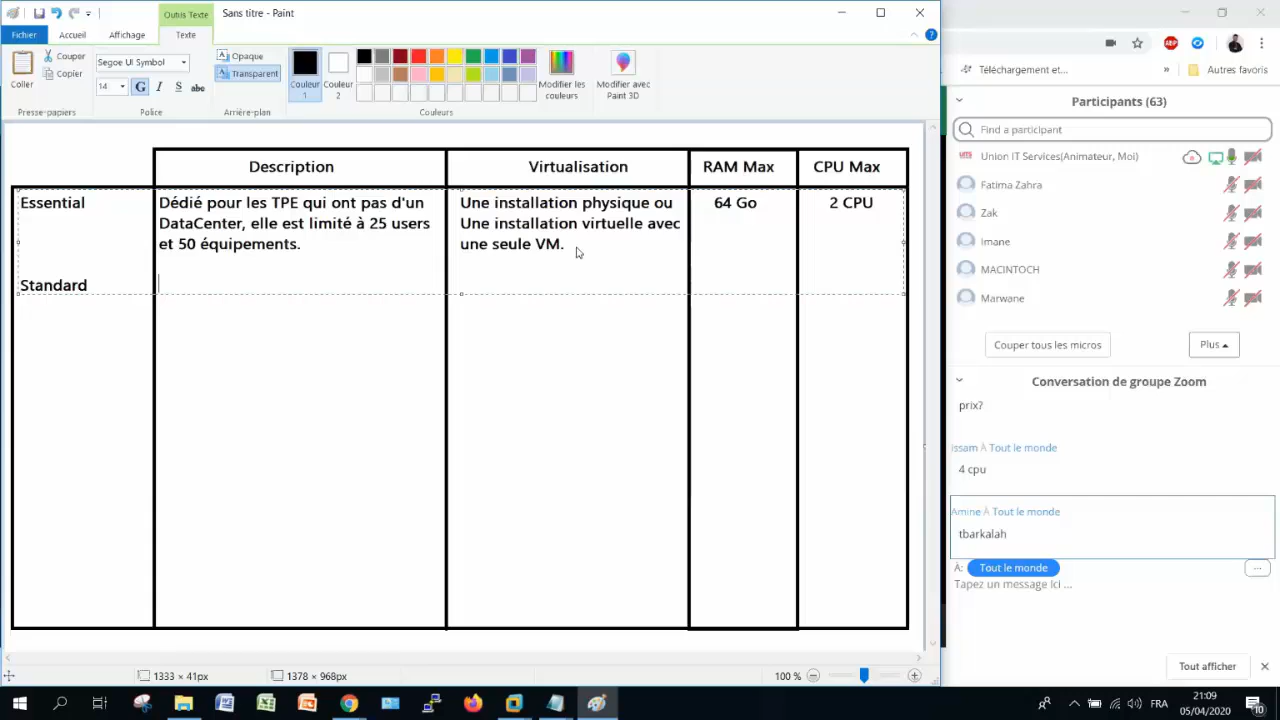 Outils Texte
Sans titre - Paint
Fichier
Accueil
Affichage
Texte
Coller
Couper
Copier
Presse-papiers
Segoe UI Symbol
14
G I S abc
Police
Opaque
Transparent
Arrière-plan
Couleur
1
Couleur
2
Couleurs
Modifier les
couleurs
Modifier avec
Paint 3D
Description
Virtualisation
RAM Max
CPU Max
Essential
Dédié pour les TPE qui ont pas d'un
DataCenter, elle est limité à 25 users
et 50 équipements.
Une installation physique ou
Une installation virtuelle avec
une seule VM.
64 Go
2 CPU
Standard
1333 × 41px
1378 × 968px
100 %
ABP
Téléchargement et...
»
Autres favoris
Participants (63)
Find a participant
Union IT Services(Animateur, Moi)
Fatima Zahra
Zak
Imane
MACINTOCH
Marwane
Couper tous les micros
Plus
Conversation de groupe Zoom
prix?
issam À Tout le monde
4 cpu
Amine À Tout le monde
tbarkalah
À: Tout le monde
...
Tapez un message ici ...
Tout afficher
FRA
21:09
05/04/2020
10